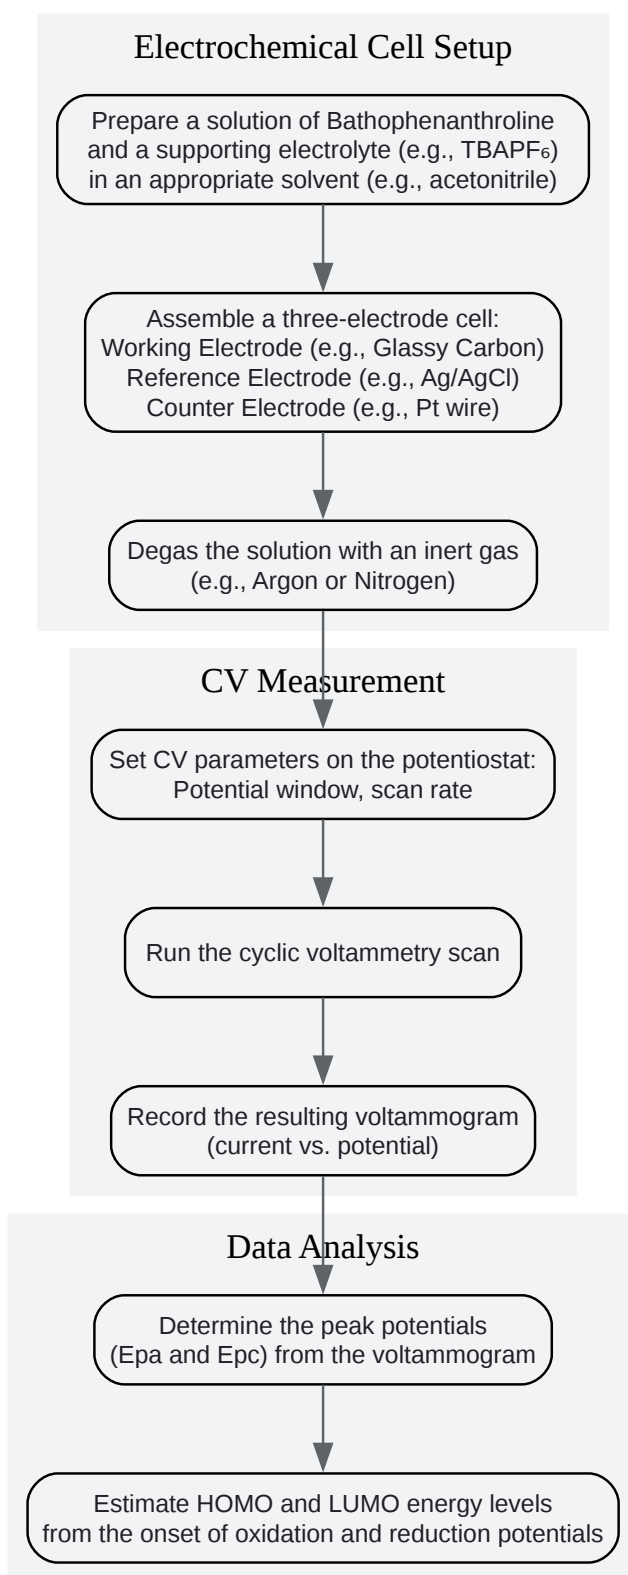 Electrochemical Cell Setup
Prepare a solution of Bathophenanthroline
and a supporting electrolyte (e.g., TBAPF₆)
in an appropriate solvent (e.g., acetonitrile)
Assemble a three-electrode cell:
Working Electrode (e.g., Glassy Carbon)
Reference Electrode (e.g., Ag/AgCl)
Counter Electrode (e.g., Pt wire)
Degas the solution with an inert gas
(e.g., Argon or Nitrogen)
CV Measurement
Set CV parameters on the potentiostat:
Potential window, scan rate
Run the cyclic voltammetry scan
Record the resulting voltammogram
(current vs. potential)
Data Analysis
Determine the peak potentials
(Epa and Epc) from the voltammogram
Estimate HOMO and LUMO energy levels
from the onset of oxidation and reduction potentials